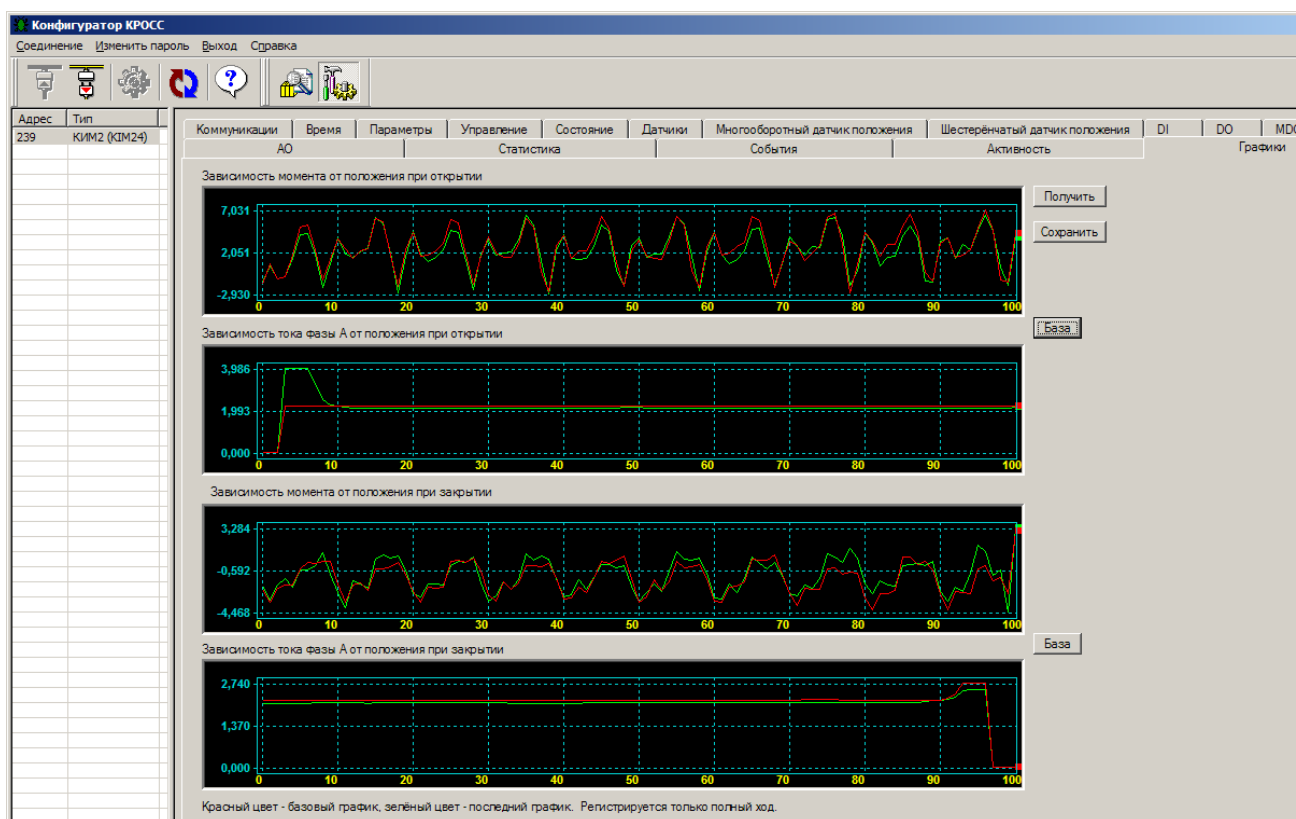 Конфигуратор КРОСС
Соединение Изменить пароль Выход Справка
Адрес Тип
239 КИМ2 (KIM24)
Коммуникации Время Параметры Управление Состояние Датчики Многооборотный датчик положения Шестерёнчатый датчик положения DI DO
АО Статистика События Активность Графики
Зависимость момента от положения при открытии
Получить
Сохранить
7,031
2,051
-2,930
0 10 20 30 40 50 60 70 80 90 100
База
Зависимость тока фазы А от положения при открытии
3,986
1,993
0,000
0 10 20 30 40 50 60 70 80 90 100
Зависимость момента от положения при закрытии
3,284
-0,592
-4,468
0 10 20 30 40 50 60 70 80 90 100
База
Зависимость тока фазы А от положения при закрытии
2,740
1,370
0,000
0 10 20 30 40 50 60 70 80 90 100
Красный цвет - базовый график, зелёный цвет - последний график. Регистрируется только полный ход.